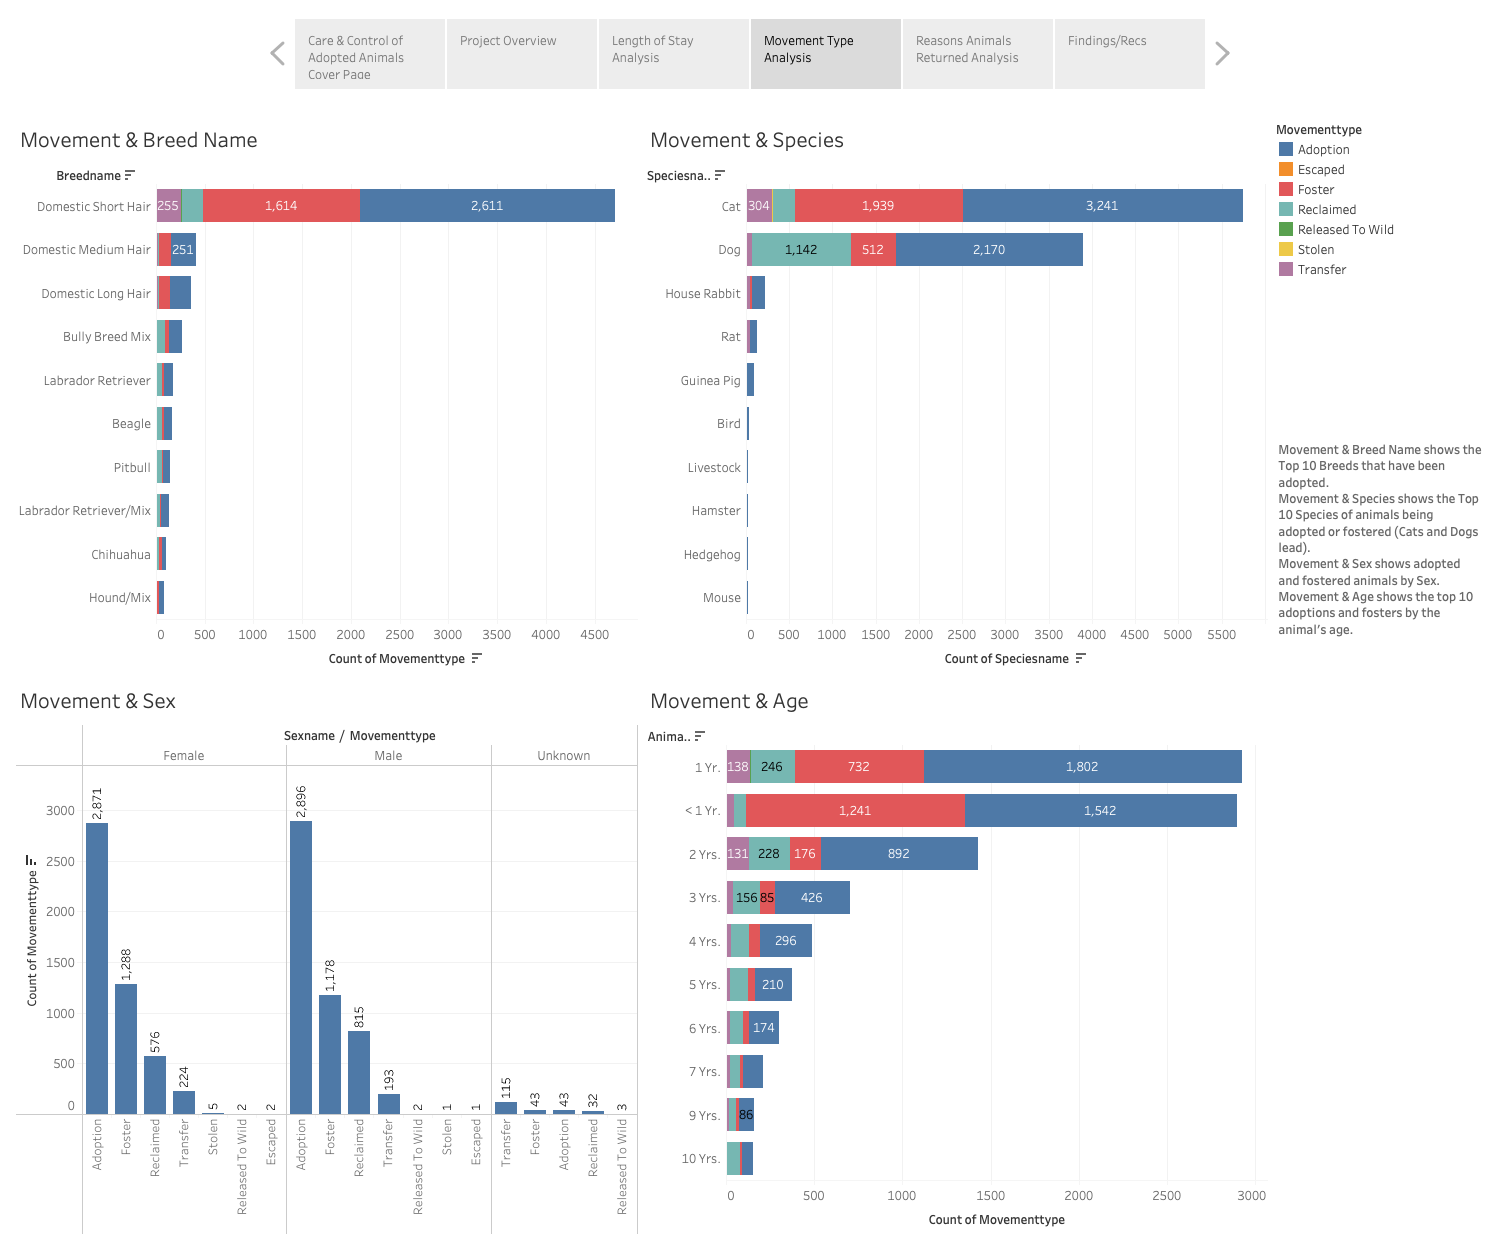 Care & Control of
Adopted Animals
Cover Page
Project Overview
Length of Stay
Analysis
Movement Type
Analysis
Reasons Animals
Returned Analysis
Findings/Recs
Movement & Breed Name
Breedname
Domestic Short Hair
255
1,614
2,611
Domestic Medium Hair
251
Domestic Long Hair
Bully Breed Mix
Labrador Retriever
Beagle
Pitbull
Labrador Retriever/Mix
Chihuahua
Hound/Mix
0 500 1000 1500 2000 2500 3000 3500 4000 4500
Count of Movementtype
Movement & Species
Speciesna..
Cat
304
1,939
3,241
Dog
1,142
512
2,170
House Rabbit
Rat
Guinea Pig
Bird
Livestock
Hamster
Hedgehog
Mouse
0 500 1000 1500 2000 2500 3000 3500 4000 4500 5000 5500
Count of Speciesname
Movementtype
Adoption
Escaped
Foster
Reclaimed
Released To Wild
Stolen
Transfer
Movement & Breed Name shows the
Top 10 Breeds that have been
adopted.
Movement & Species shows the Top
10 Species of animals being
adopted or fostered (Cats and Dogs
lead).
Movement & Sex shows adopted
and fostered animals by Sex.
Movement & Age shows the top 10
adoptions and fosters by the
animal's age.
Movement & Sex
Sexname / Movementtype
Female
Male
Unknown
Count of Movementtype
3000
2500
2000
1500
1000
500
0
2,871
1,288
576
224
5
2
2
2,896
1,178
815
193
2
1
1
115
43
43
32
3
Adoption
Foster
Reclaimed
Transfer
Stolen
Released To Wild
Escaped
Adoption
Foster
Reclaimed
Transfer
Released To Wild
Stolen
Escaped
Transfer
Foster
Adoption
Reclaimed
Released To Wild
Movement & Age
Anima..
1 Yr.
138
246
732
1,802
< 1 Yr.
1,241
1,542
2 Yrs.
131
228
176
892
3 Yrs.
156
85
426
4 Yrs.
296
5 Yrs.
210
6 Yrs.
174
7 Yrs.
9 Yrs.
86
10 Yrs.
0 500 1000 1500 2000 2500 3000
Count of Movementtype